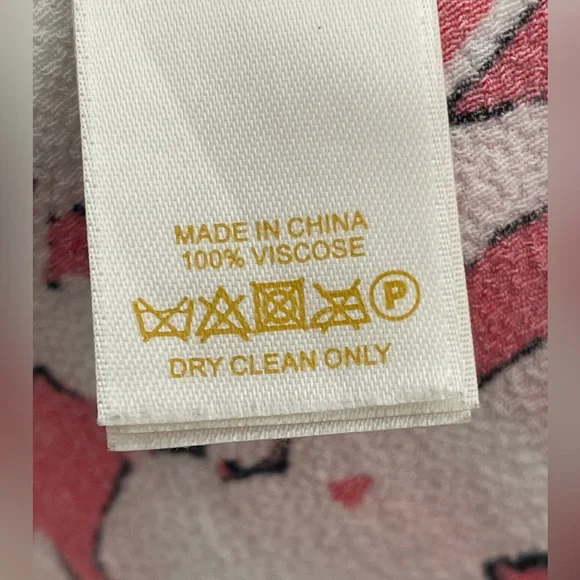 MADE IN CHINA
100% VISCOSE
P
DRY CLEAN ONLY